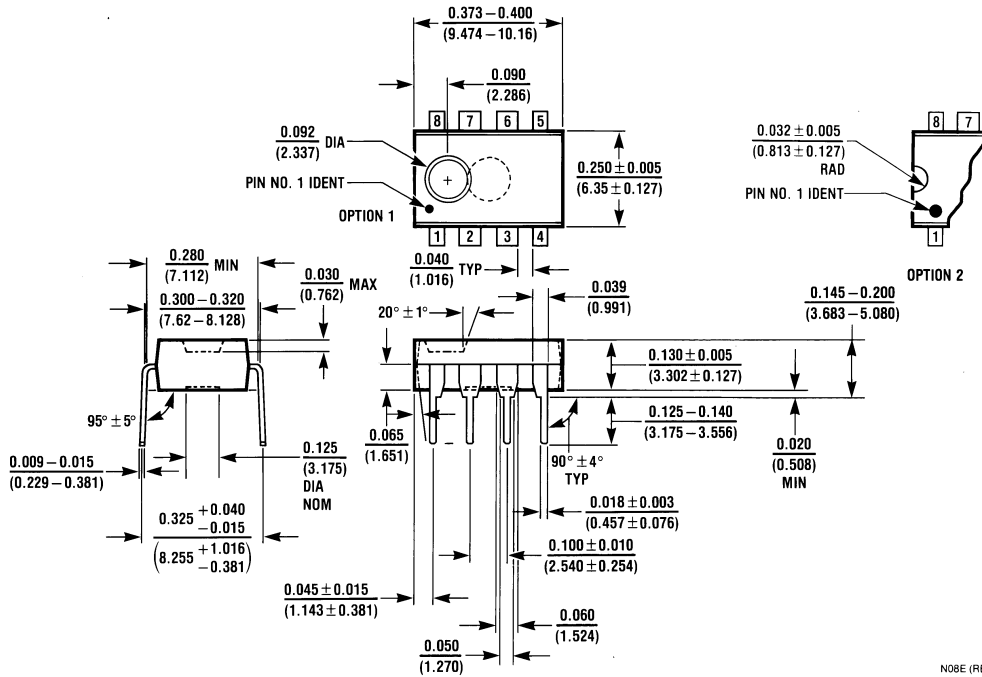 0.373–0.400
(9.474–10.16)
0.090
(2.286)
8 7 6 5
0.092 DIA
(2.337)
PIN NO. 1 IDENT
OPTION 1
0.250 ± 0.005
(6.35 ± 0.127)
1 2 3 4
0.032 ± 0.005
(0.813 ± 0.127)
RAD
PIN NO. 1 IDENT
8 7
1
OPTION 2
0.280 MIN
(7.112)
0.300–0.320
(7.62–8.128)
0.030 MAX
(0.762)
0.040 TYP
(1.016)
20° ± 1°
0.039
(0.991)
0.145–0.200
(3.683–5.080)
0.130 ± 0.005
(3.302 ± 0.127)
0.125–0.140
(3.175–3.556)
0.020
(0.508)
MIN
95° ± 5°
0.009–0.015
(0.229–0.381)
0.125
(3.175)
DIA
NOM
0.065
(1.651)
90° ± 4°
TYP
0.018 ± 0.003
(0.457 ± 0.076)
0.325 +0.040
-0.015
(8.255 +1.016
-0.381)
0.100 ± 0.010
(2.540 ± 0.254)
0.045 ± 0.015
(1.143 ± 0.381)
0.060
(1.524)
0.050
(1.270)
N08E